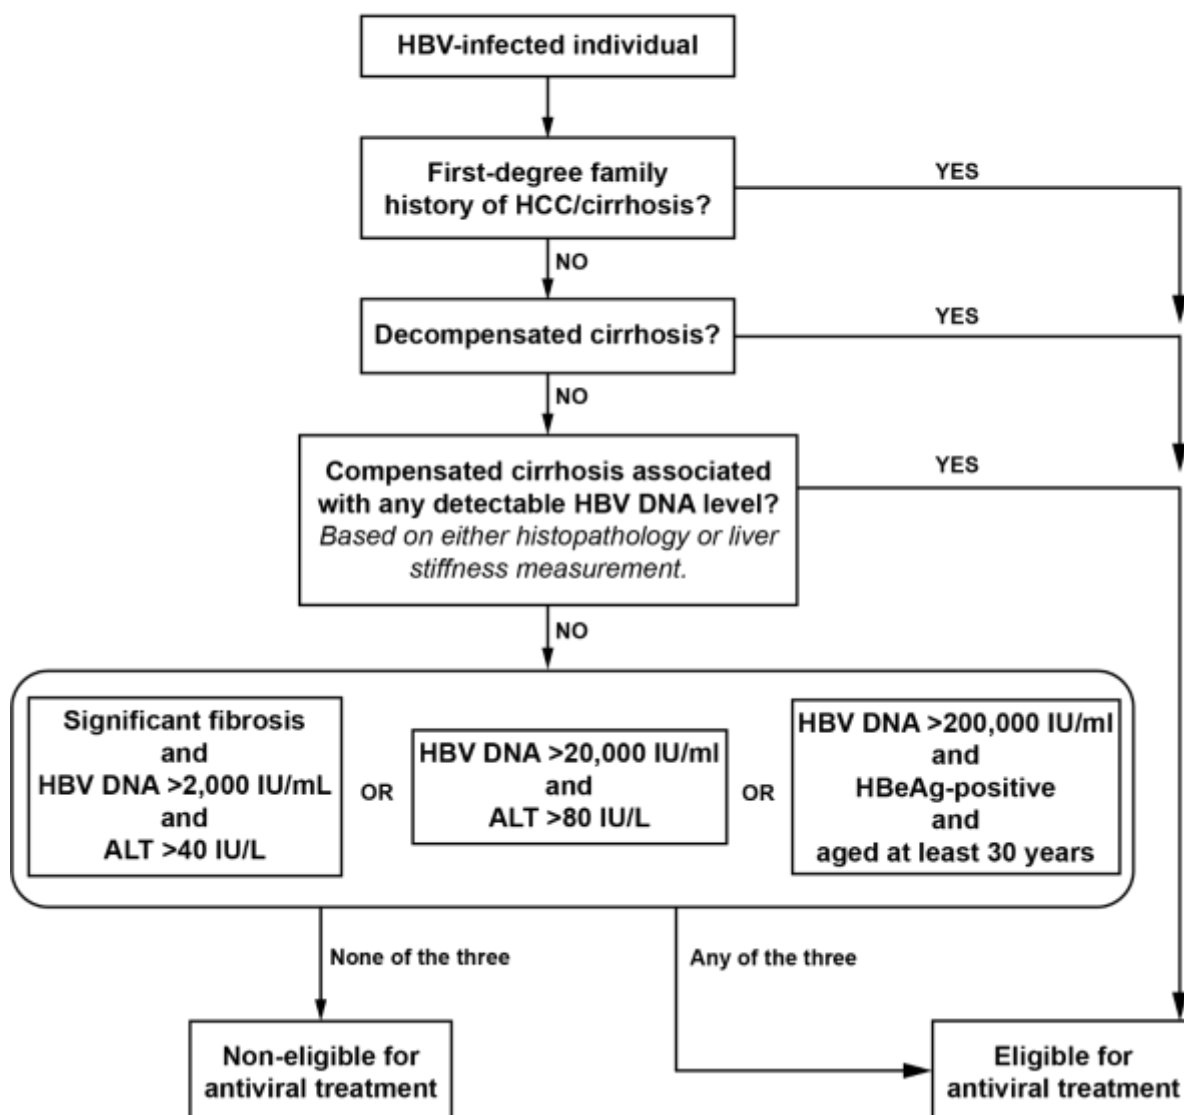 HBV-infected individual
First-degree family
history of HCC/cirrhosis?
YES
NO
Decompensated cirrhosis?
YES
NO
Compensated cirrhosis associated
with any detectable HBV DNA level?
Based on either histopathology or liver
stiffness measurement.
YES
NO
Significant fibrosis
and
HBV DNA >2,000 IU/mL
and
ALT >40 IU/L
OR
HBV DNA >20,000 IU/ml
and
ALT >80 IU/L
OR
HBV DNA >200,000 IU/ml
and
HBeAg-positive
and
aged at least 30 years
None of the three
Any of the three
Non-eligible for
antiviral treatment
Eligible for
antiviral treatment